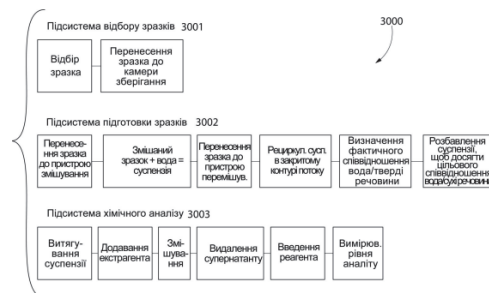 Підсистема відбору зразків 3001
3000
Відбір
зразка
Перенесення
зразка до
камери
зберігання
Підсистема підготовки зразків 3002
Перенесе-
ння зразка
до пристрою
змішування
Змішаний
зразок + вода =
суспензія
Перенесення
зразка до
пристрою
перемішув.
Рециркул. сусп.
в закритому
контурі потоку
Визначення
фактичного
співвідношення
вода/тверді
речовини
Розбавлення
суспензії,
щоб досягти
цільового
співвідношення
вода/сухі речовини
Підсистема хімічного аналізу 3003
Витягу-
вання
суспензії
Додавання
екстрагента
Змі-
шува-
ння
Видалення
супернатанту
Введення
реагента
Вимірюв.
рівня
аналіту